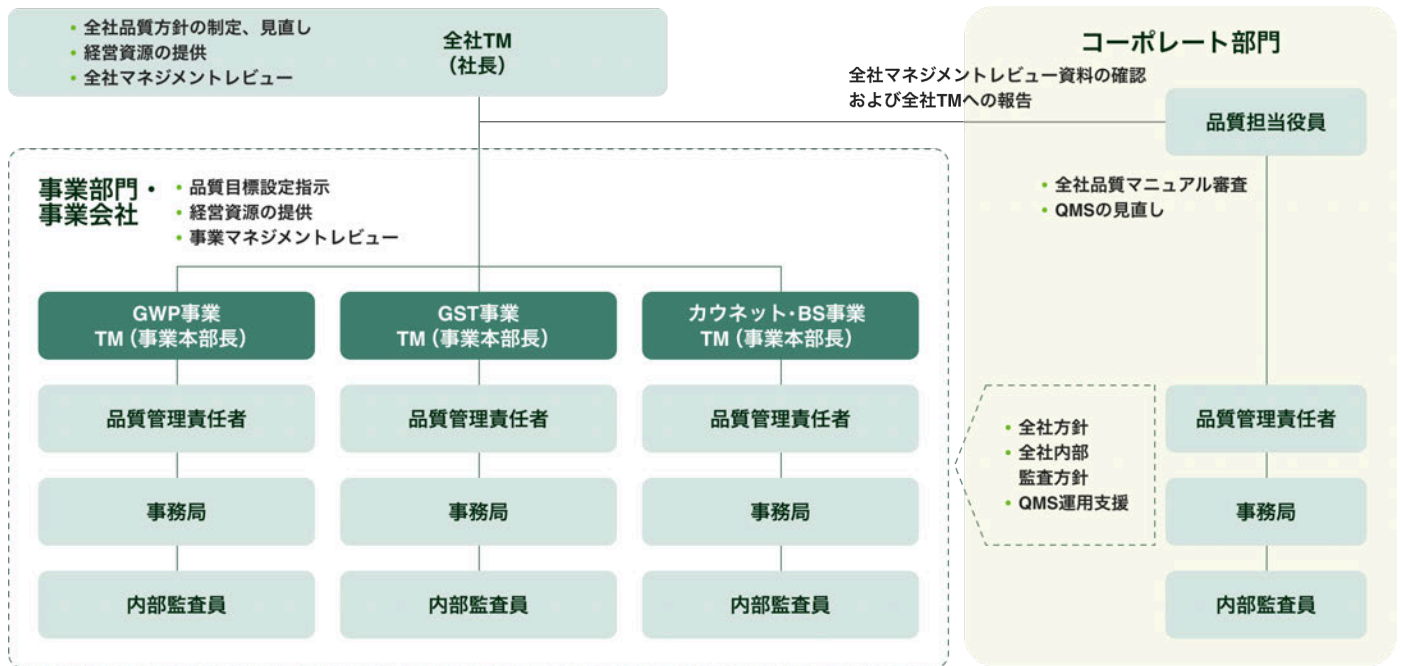 • 全社品質方針の制定、見直し
• 経営資源の提供
• 全社マネジメントレビュー
全社TM
（社長）
コーポレート部門
全社マネジメントレビュー資料の確認
および全社TMへの報告
品質担当役員
• 全社品質マニュアル審査
• QMSの見直し
事業部門・
事業会社
• 品質目標設定指示
• 経営資源の提供
• 事業マネジメントレビュー
GWP事業
TM（事業本部長）
GST事業
TM（事業本部長）
カウネット・BS事業
TM（事業本部長）
品質管理責任者
品質管理責任者
品質管理責任者
事務局
事務局
事務局
内部監査員
内部監査員
内部監査員
• 全社方針
• 全社内部
監査方針
• QMS運用支援
品質管理責任者
事務局
内部監査員